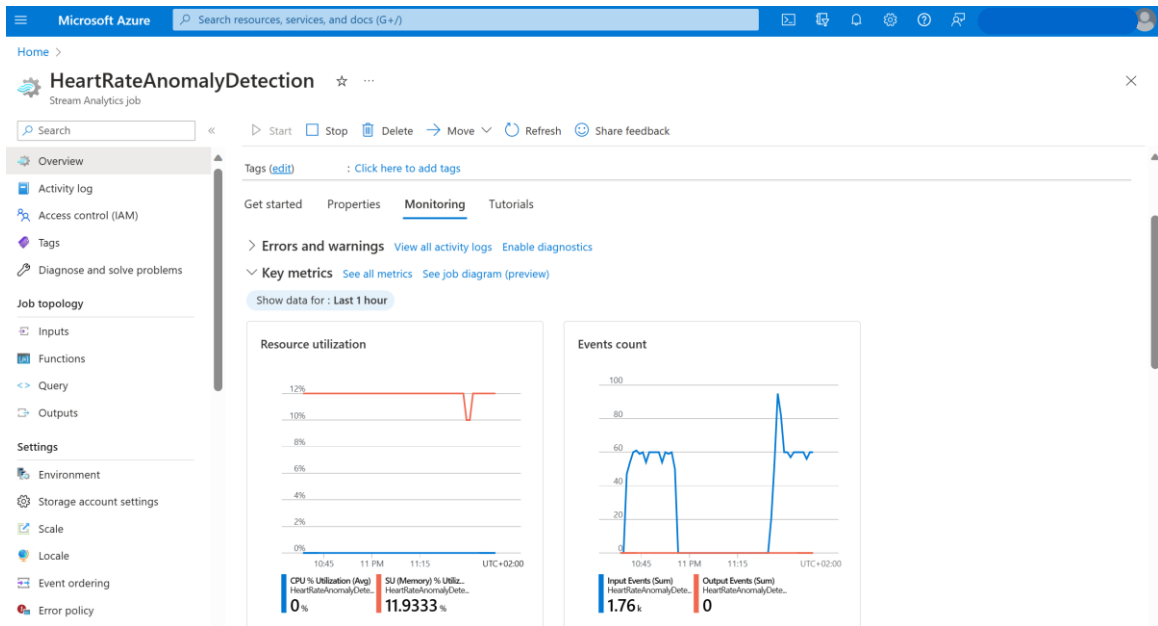 Microsoft Azure
Search resources, services, and docs (G+/)
Home >
HeartRateAnomalyDetection
Stream Analytics job
Search
Start Stop Delete Move Refresh Share feedback
Overview
Activity log
Access control (IAM)
Tags
Diagnose and solve problems
Job topology
Inputs
Functions
Query
Outputs
Settings
Environment
Storage account settings
Scale
Locale
Event ordering
Error policy
Tags (edit) : Click here to add tags
Get started Properties Monitoring Tutorials
Errors and warnings View all activity logs Enable diagnostics
Key metrics See all metrics See job diagram (preview)
Show data for : Last 1 hour
Resource utilization
12%
10%
8%
6%
4%
2%
0%
10:45 11 PM 11:15 UTC+02:00
CPU % Utilization (Avg)
HeartRateAnomalyDete...
0 %
SU (Memory) % Utiliz...
HeartRateAnomalyDete...
11.9333 %
Events count
100
80
60
40
20
0
10:45 11 PM 11:15 UTC+02:00
Input Events (Sum)
HeartRateAnomalyDete...
1.76 k
Output Events (Sum)
HeartRateAnomalyDete...
0